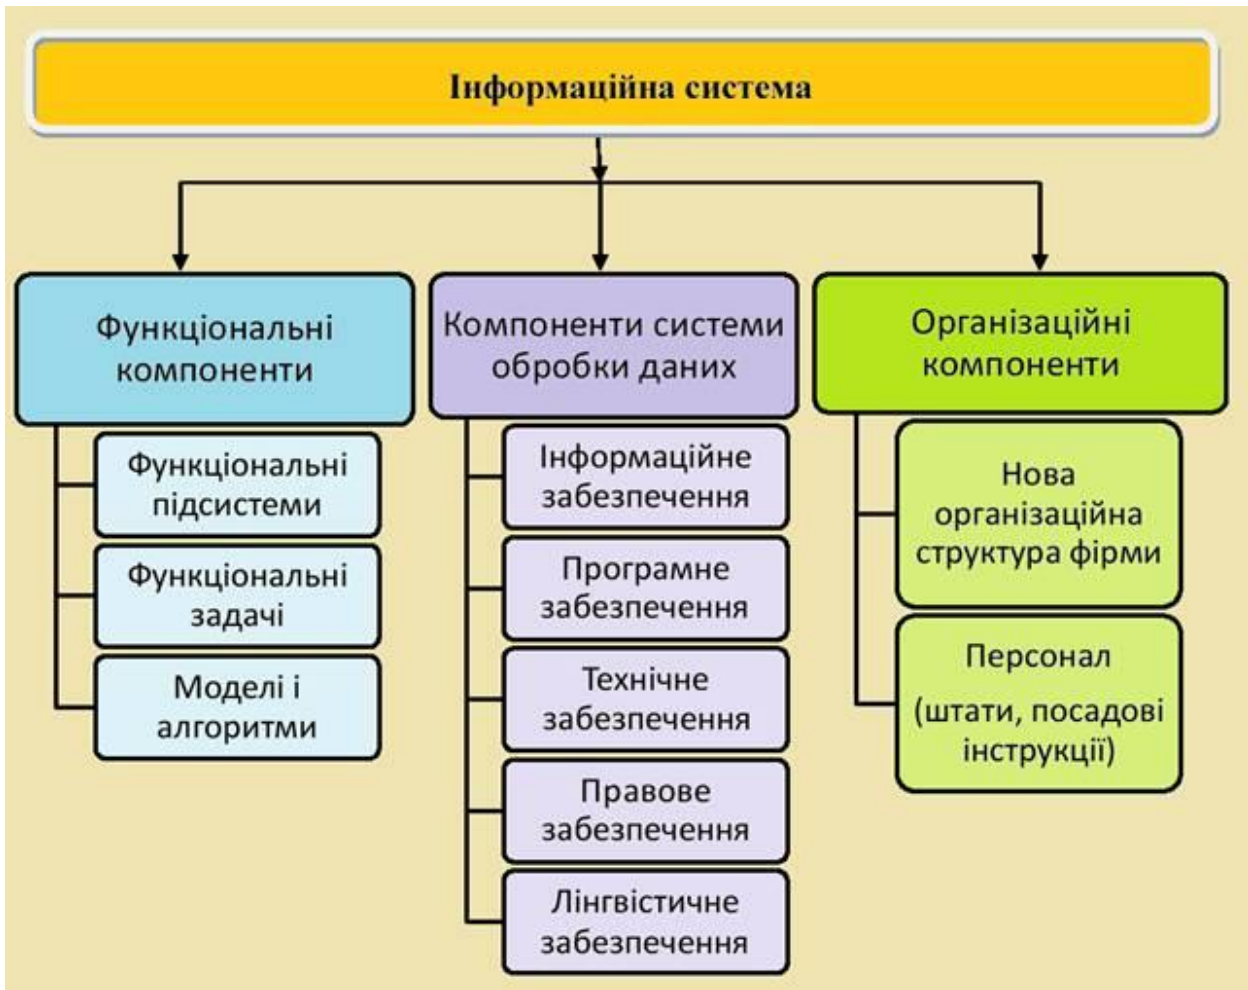 Інформаційна система
Функціональні
компоненти
Функціональні
підсистеми
Функціональні
задачі
Моделі і
алгоритми
Компоненти системи
обробки даних
Інформаційне
забезпечення
Програмне
забезпечення
Технічне
забезпечення
Правове
забезпечення
Лінгвістичне
забезпечення
Організаційні
компоненти
Нова
організаційна
структура фірми
Персонал
(штати, посадові
інструкції)